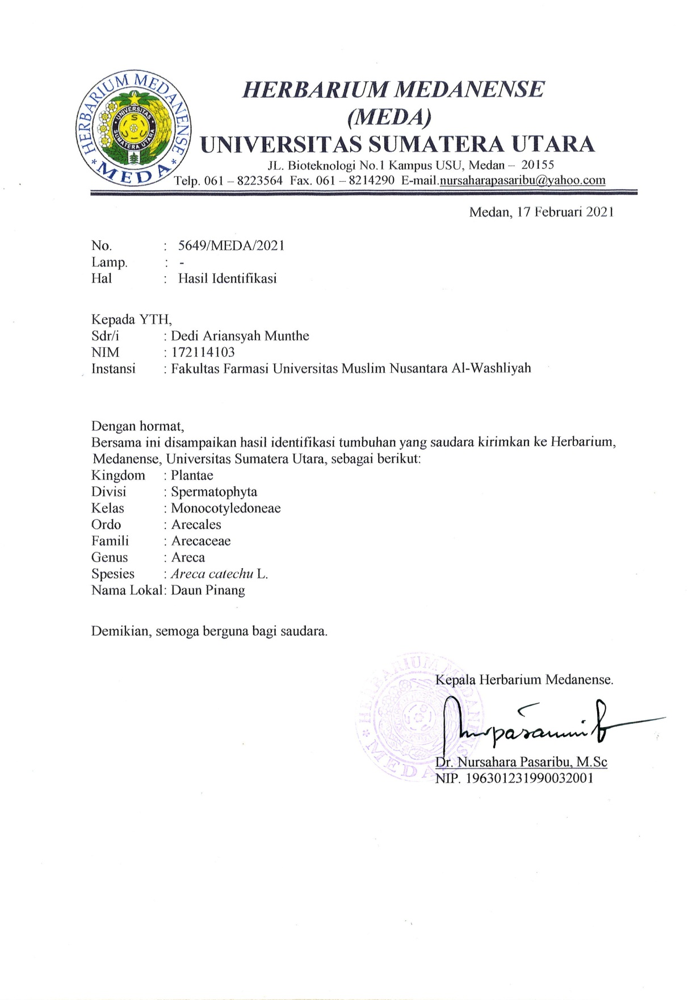 HERBARIUM MEDANENSE
* MEDA *
UNIVERSITAS
SUMATERA UTARA
HERBARIUM MEDANENSE
(MEDA)
UNIVERSITAS SUMATERA UTARA
JL. Bioteknologi No.1 Kampus USU, Medan – 20155
Telp. 061 – 8223564 Fax. 061 – 8214290 E-mail.nursaharapasaribu@yahoo.com
Medan, 17 Februari 2021
No. : 5649/MEDA/2021
Lamp. : -
Hal : Hasil Identifikasi
Kepada YTH,
Sdr/i : Dedi Ariansyah Munthe
NIM : 172114103
Instansi : Fakultas Farmasi Universitas Muslim Nusantara Al-Washliyah
Dengan hormat,
Bersama ini disampaikan hasil identifikasi tumbuhan yang saudara kirimkan ke Herbarium,
Medanense, Universitas Sumatera Utara, sebagai berikut:
Kingdom : Plantae
Divisi : Spermatophyta
Kelas : Monocotyledoneae
Ordo : Arecales
Famili : Arecaceae
Genus : Areca
Spesies : Areca catechu L.
Nama Lokal : Daun Pinang
Demikian, semoga berguna bagi saudara.
HERBARIUM MEDANENSE
* MEDA
Kepala Herbarium Medanense.
Dr. Nursahara Pasaribu, M.Sc
NIP. 196301231990032001